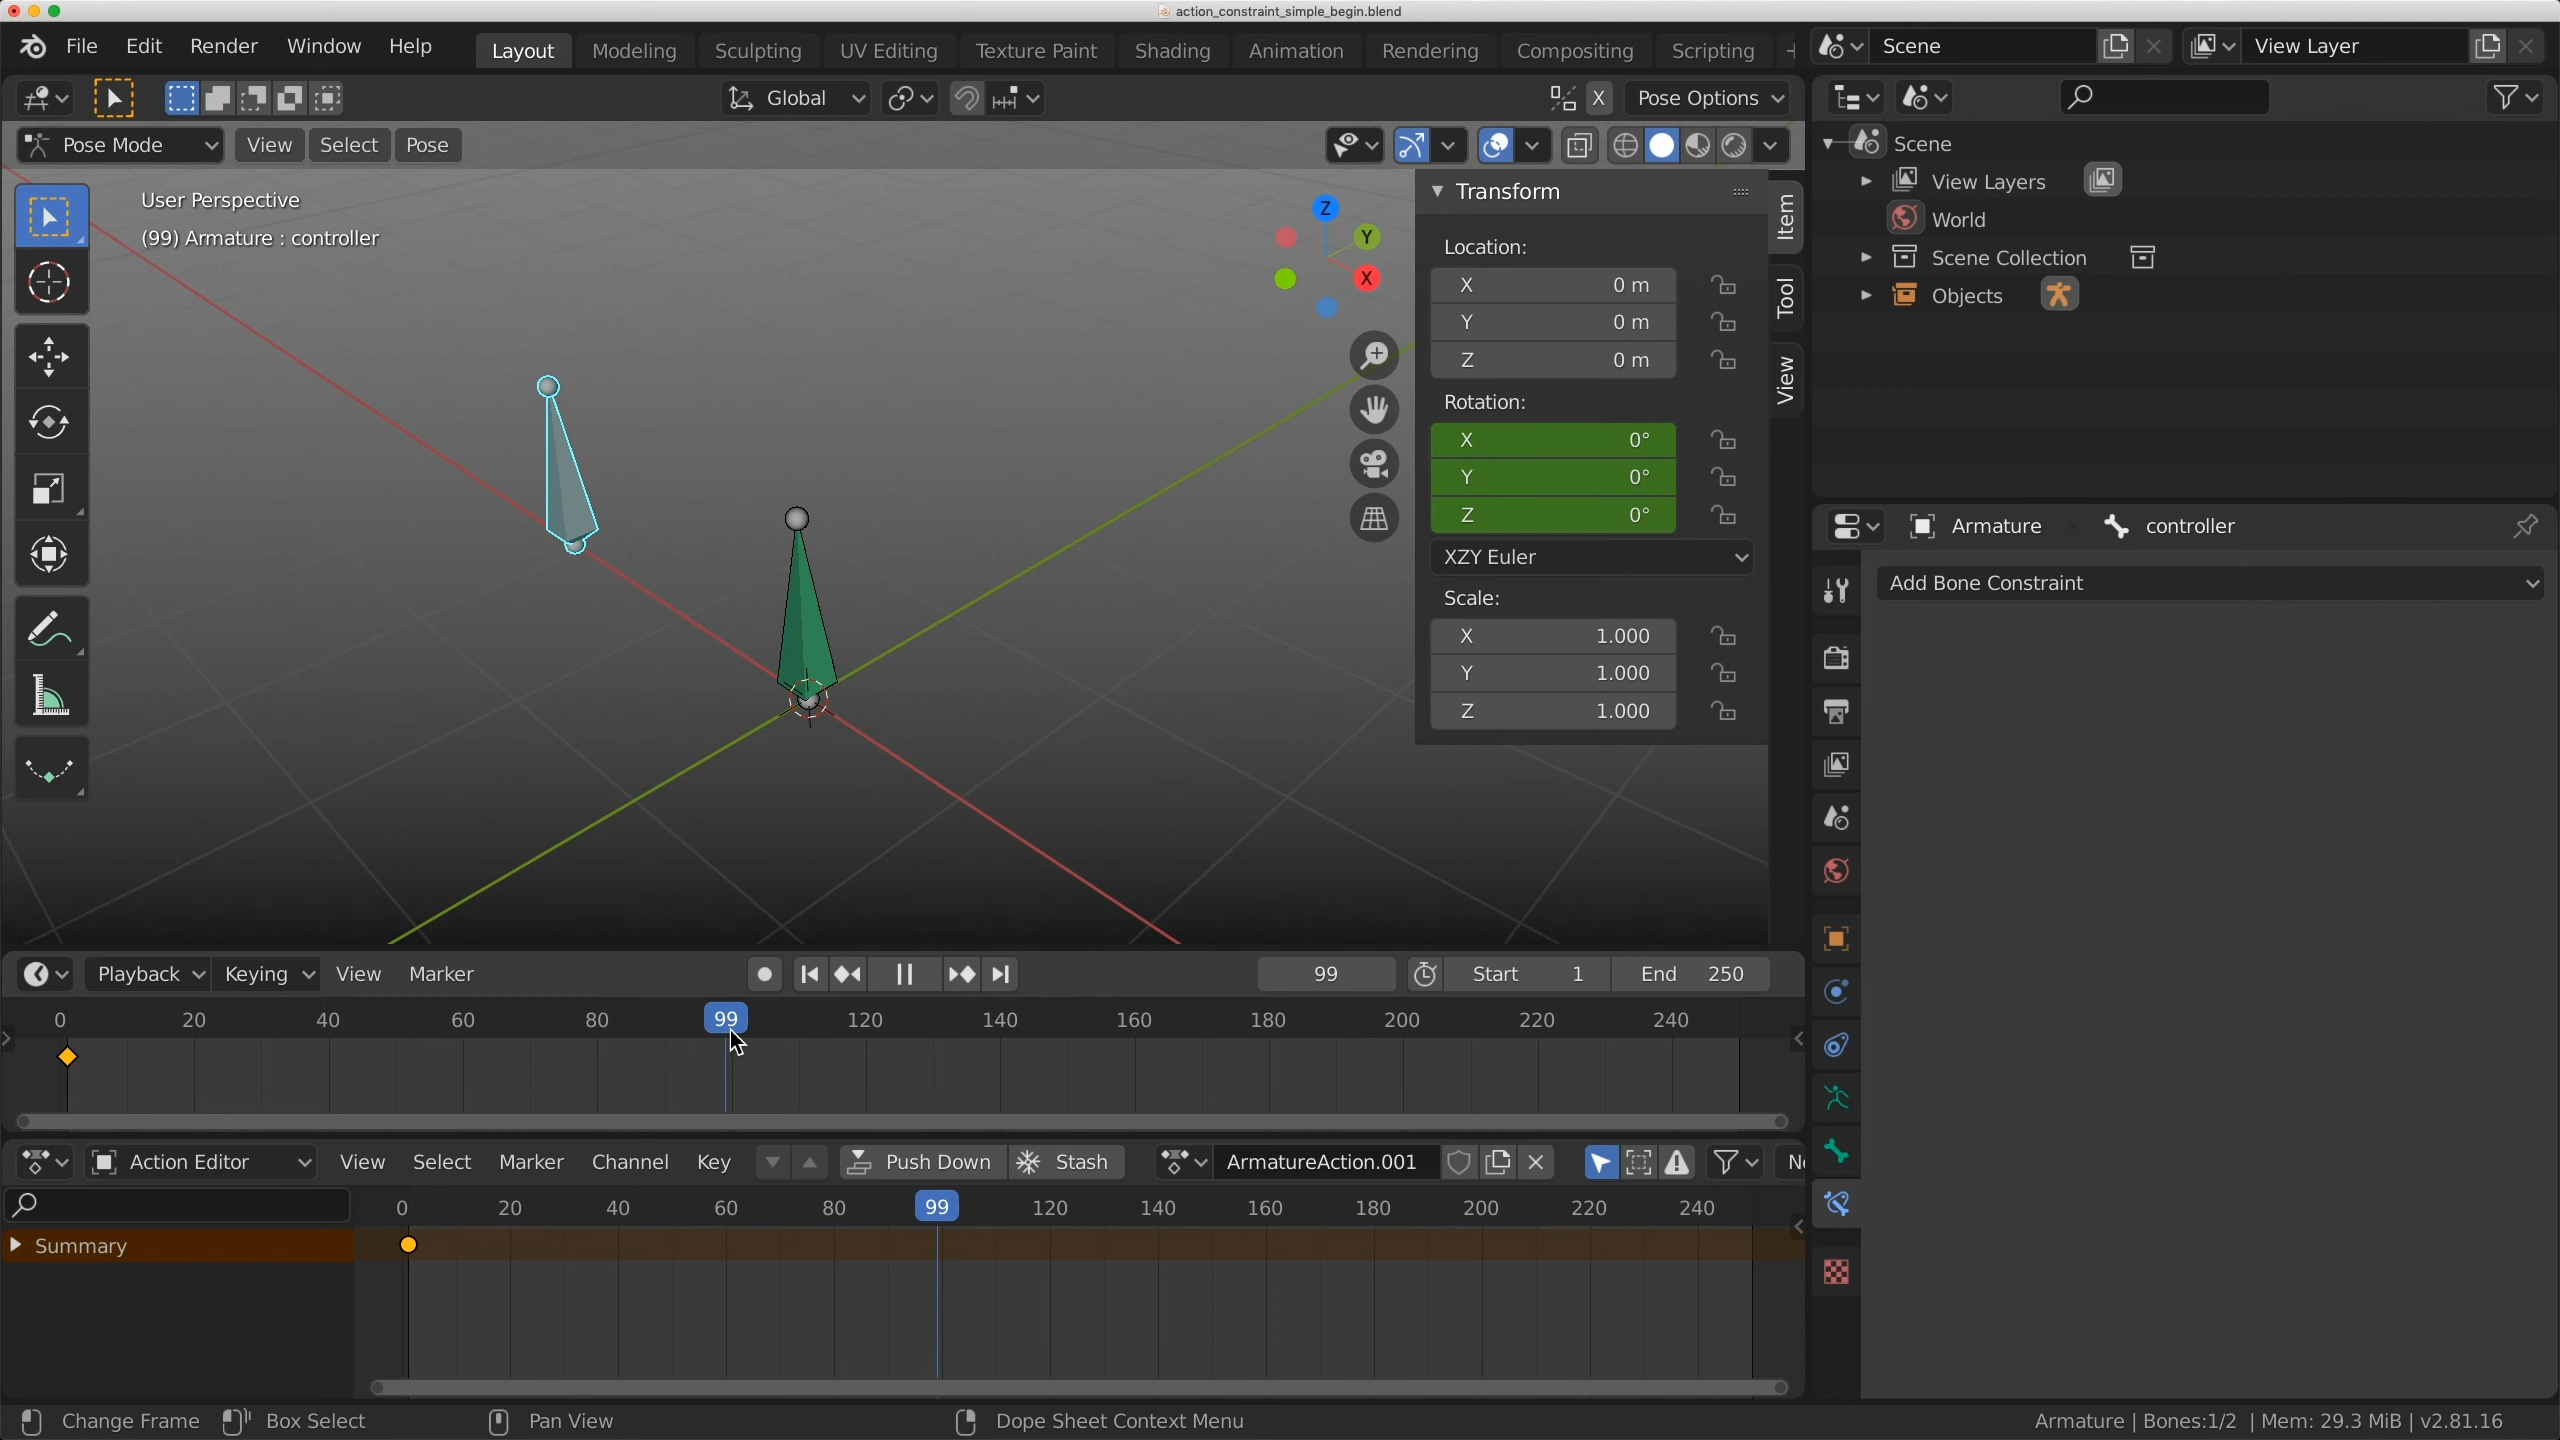 action_constraint_simple_begin.blend
File Edit Render Window Help Layout Modeling Sculpting UV Editing Texture Paint Shading Animation Rendering Compositing Scripting + Scene View Layer
Global X Pose Options
Pose Mode View Select Pose
User Perspective
(99) Armature : controller
Z
Y
X
Transform
Location:
X 0 m
Y 0 m
Z 0 m
Rotation:
X 0°
Y 0°
Z 0°
XZY Euler
Scale:
X 1.000
Y 1.000
Z 1.000
Item
Tool
View
Scene
View Layers
World
Scene Collection
Objects
Armature controller
Add Bone Constraint
Playback Keying View Marker 99 Start 1 End 250
0 20 40 60 80 99 120 140 160 180 200 220 240
Action Editor View Select Marker Channel Key Push Down Stash ArmatureAction.001
0 20 40 60 80 99 120 140 160 180 200 220 240
Summary
Change Frame Box Select Pan View Dope Sheet Context Menu Armature | Bones:1/2 | Mem: 29.3 MiB | v2.81.16